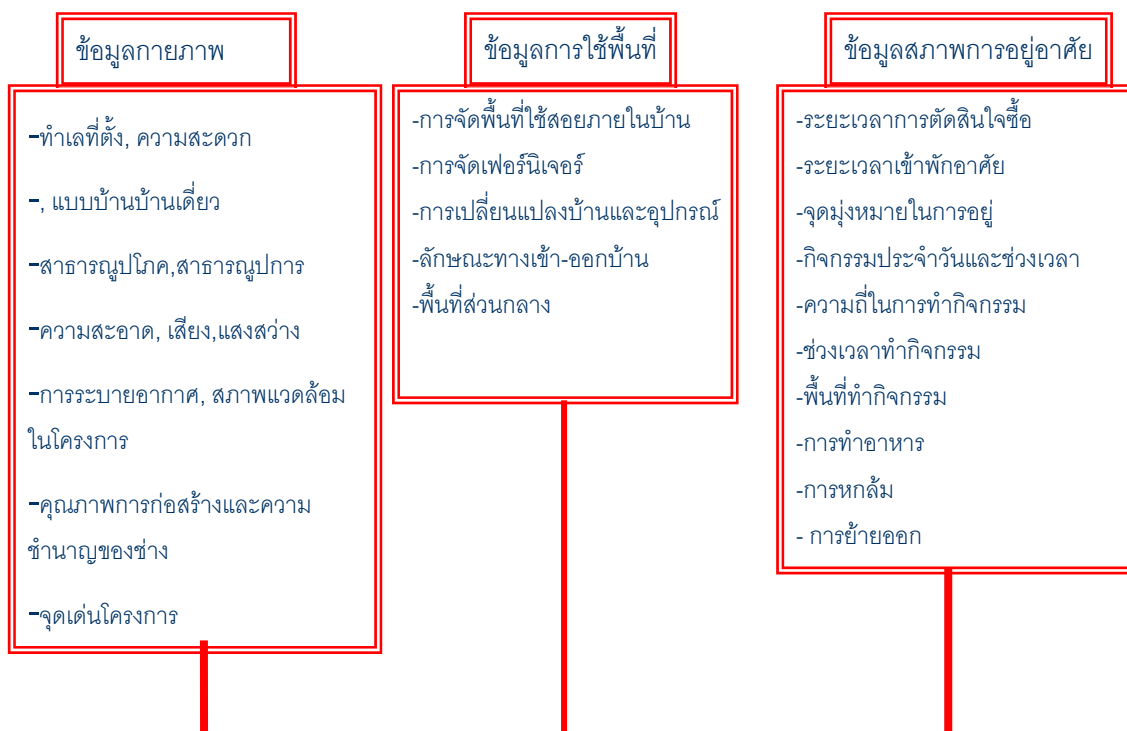 ข้อมูลกายภาพ
-ทำเลที่ตั้ง, ความสะดวก
-, แบบบ้านบ้านเดี่ยว
-สาธารณูปโภค,สาธารณูปการ
-ความสะอาด, เสียง,แสงสว่าง
-การระบายอากาศ, สภาพแวดล้อม
ในโครงการ
-คุณภาพการก่อสร้างและความ
ชำนาญของช่าง
-จุดเด่นโครงการ
ข้อมูลการใช้พื้นที่
-การจัดพื้นที่ใช้สอยภายในบ้าน
-การจัดเฟอร์นิเจอร์
-การเปลี่ยนแปลงบ้านและอุปกรณ์
-ลักษณะทางเข้า-ออกบ้าน
-พื้นที่ส่วนกลาง
ข้อมูลสภาพการอยู่อาศัย
-ระยะเวลาการตัดสินใจซื้อ
-ระยะเวลาเข้าพักอาศัย
-จุดมุ่งหมายในการอยู่
-กิจกรรมประจำวันและช่วงเวลา
-ความถี่ในการทำกิจกรรม
-ช่วงเวลาทำกิจกรรม
-พื้นที่ทำกิจกรรม
-การทำอาหาร
-การหกล้ม
- การย้ายออก